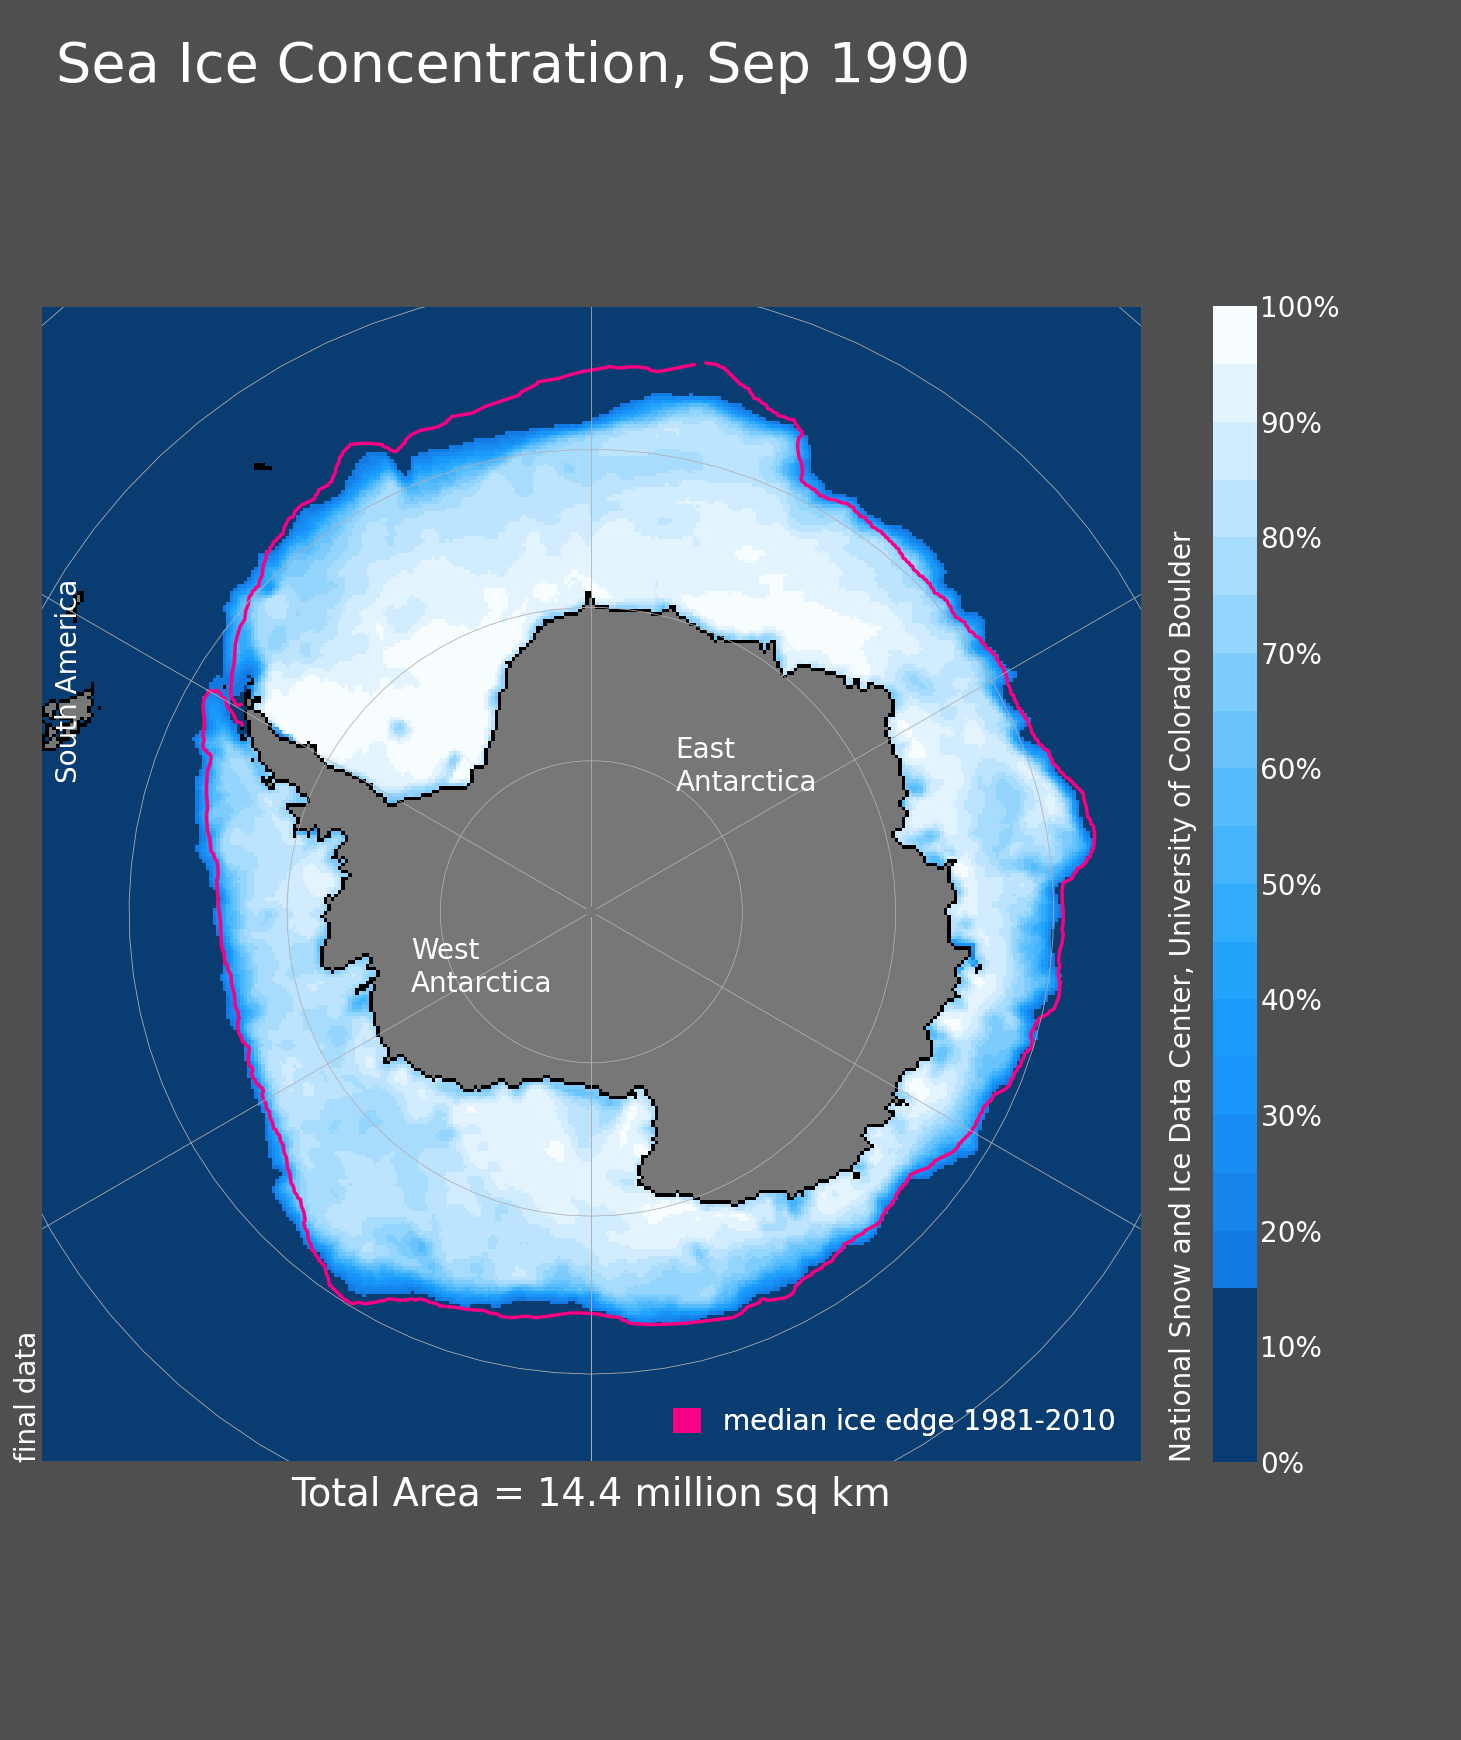 Sea Ice Concentration, Sep 1990
South America
East
Antarctica
West
Antarctica
median ice edge 1981-2010
final data
Total Area = 14.4 million sq km
National Snow and Ice Data Center, University of Colorado Boulder
100%
90%
80%
70%
60%
50%
40%
30%
20%
10%
0%